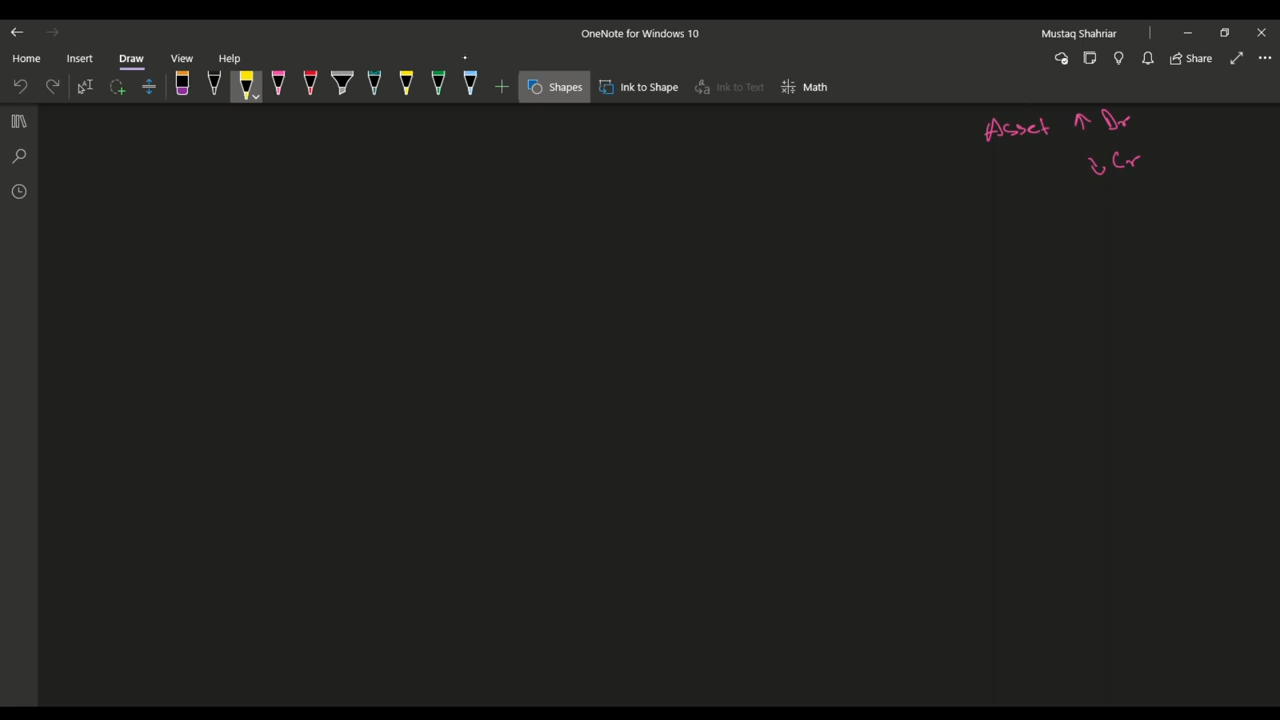 OneNote for Windows 10
Mustaq Shahriar
Home Insert Draw View Help
Share
Shapes Ink to Shape Ink to Text Math
Asset ↑ Dr
↓ Cr